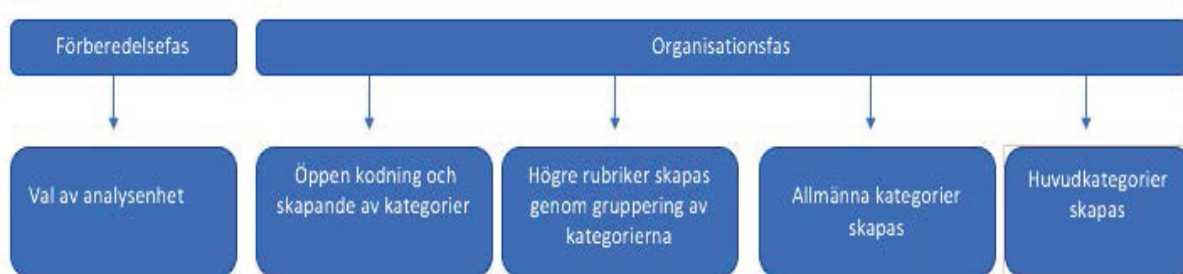 Förberedelsefas
Organisationsfas
Val av analysenhet
Öppen kodning och
skapande av kategorier
Högre rubriker skapas
genom gruppering av
kategorierna
Allmänna kategorier
skapas
Huvudkategorier
skapas